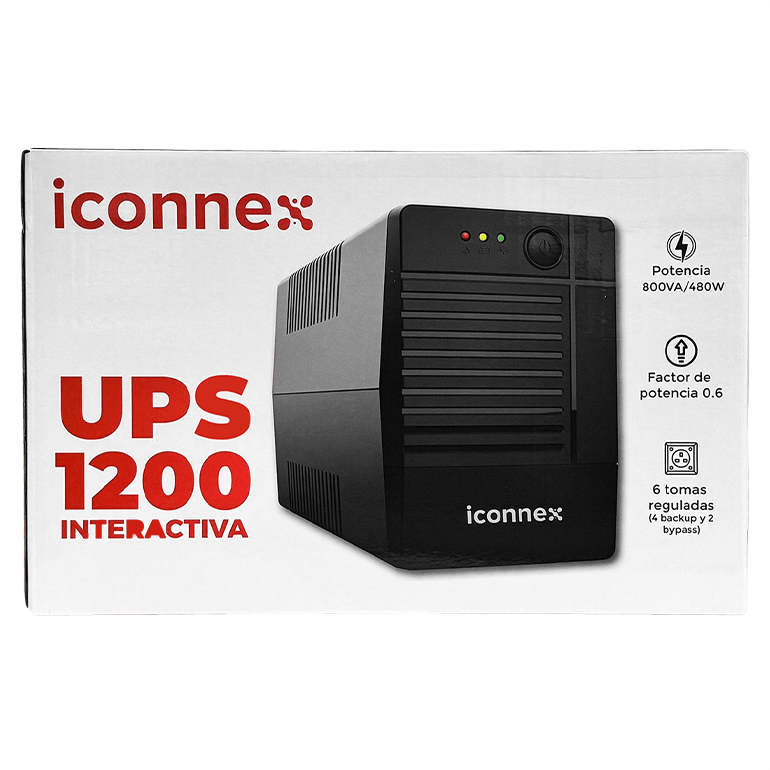 iconnex
UPS
1200
INTERACTIVA
iconnex
Potencia
800VA/480W
Factor de
potencia 0.6
6 tomas
reguladas
(4 backup y 2
bypass)